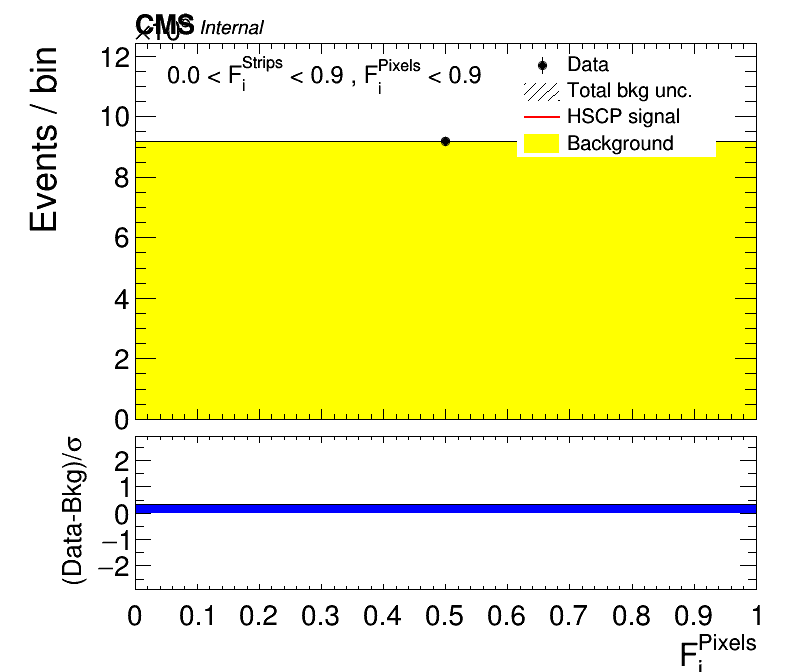 CMS Internal
0.0 < F_i^Strips < 0.9 , F_i^Pixels < 0.9
Data
Total bkg unc.
HSCP signal
Background
Events / bin
12
10
8
6
4
2
0
(Data-Bkg)/σ
2
1
0
−1
−2
0 0.1 0.2 0.3 0.4 0.5 0.6 0.7 0.8 0.9 1
F_i^Pixels